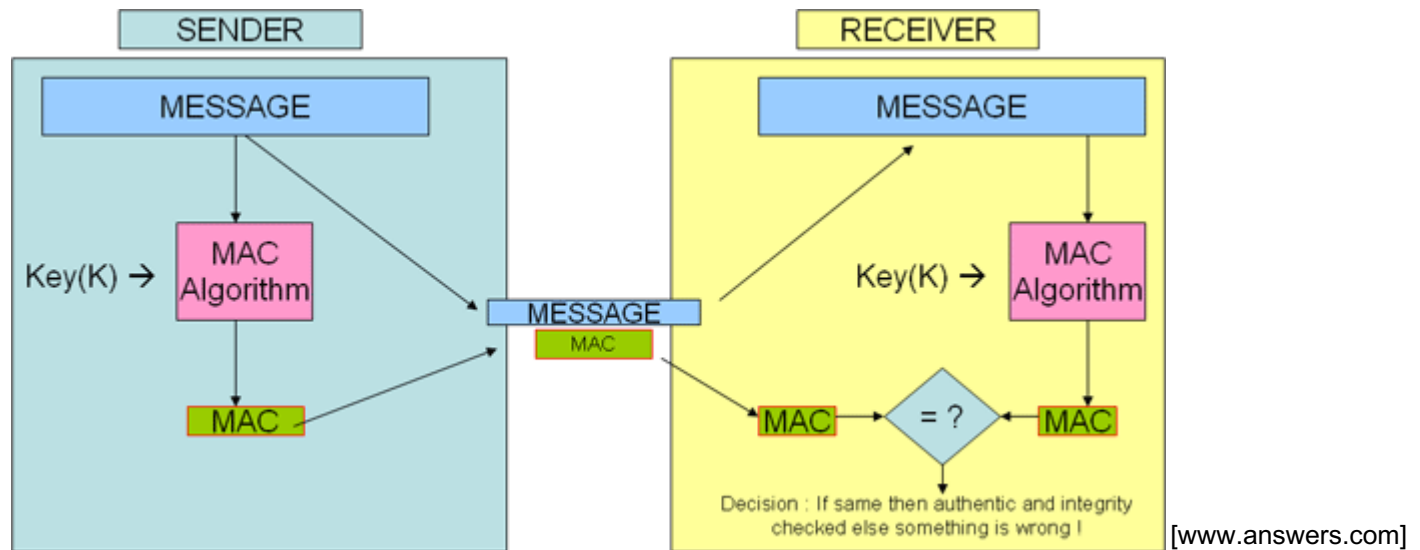 SENDER
RECEIVER
MESSAGE
MESSAGE
Key(K) →
MAC
Algorithm
Key(K) →
MAC
Algorithm
MESSAGE
MAC
MAC
MAC
= ?
MAC
Decision : If same then authentic and integrity
checked else something is wrong !
[www.answers.com]